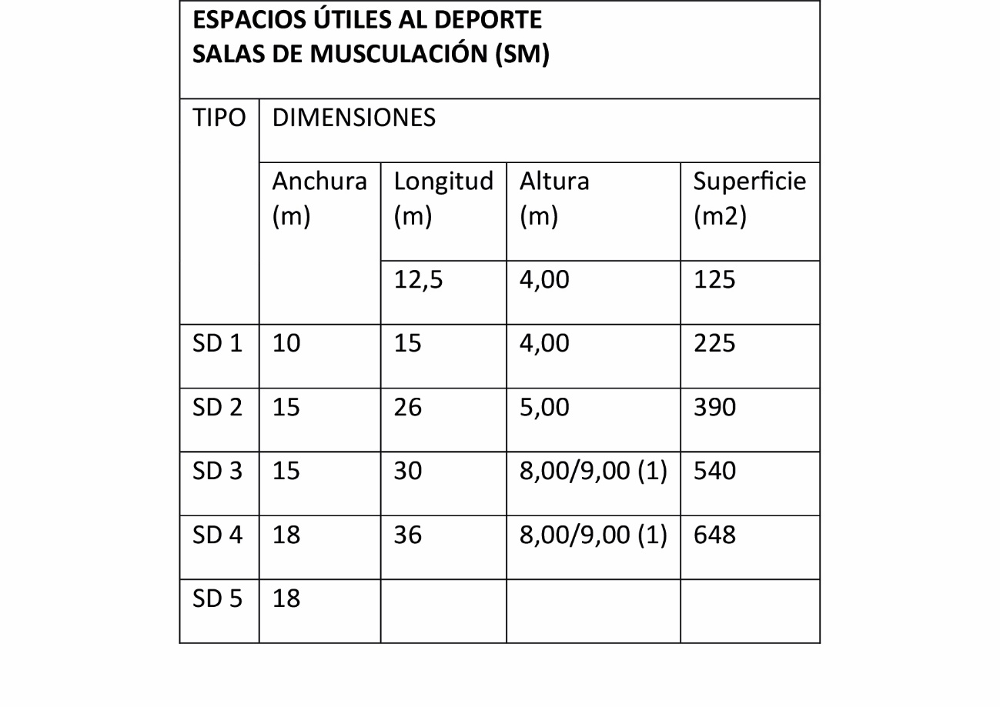 ESPACIOS ÚTILES AL DEPORTE
SALAS DE MUSCULACIÓN (SM)
TIPO DIMENSIONES
Anchura (m) Longitud (m) Altura (m) Superficie (m2)
12,5 4,00 125
SD 1 10 15 4,00 225
SD 2 15 26 5,00 390
SD 3 15 30 8,00/9,00 (1) 540
SD 4 18 36 8,00/9,00 (1) 648
SD 5 18